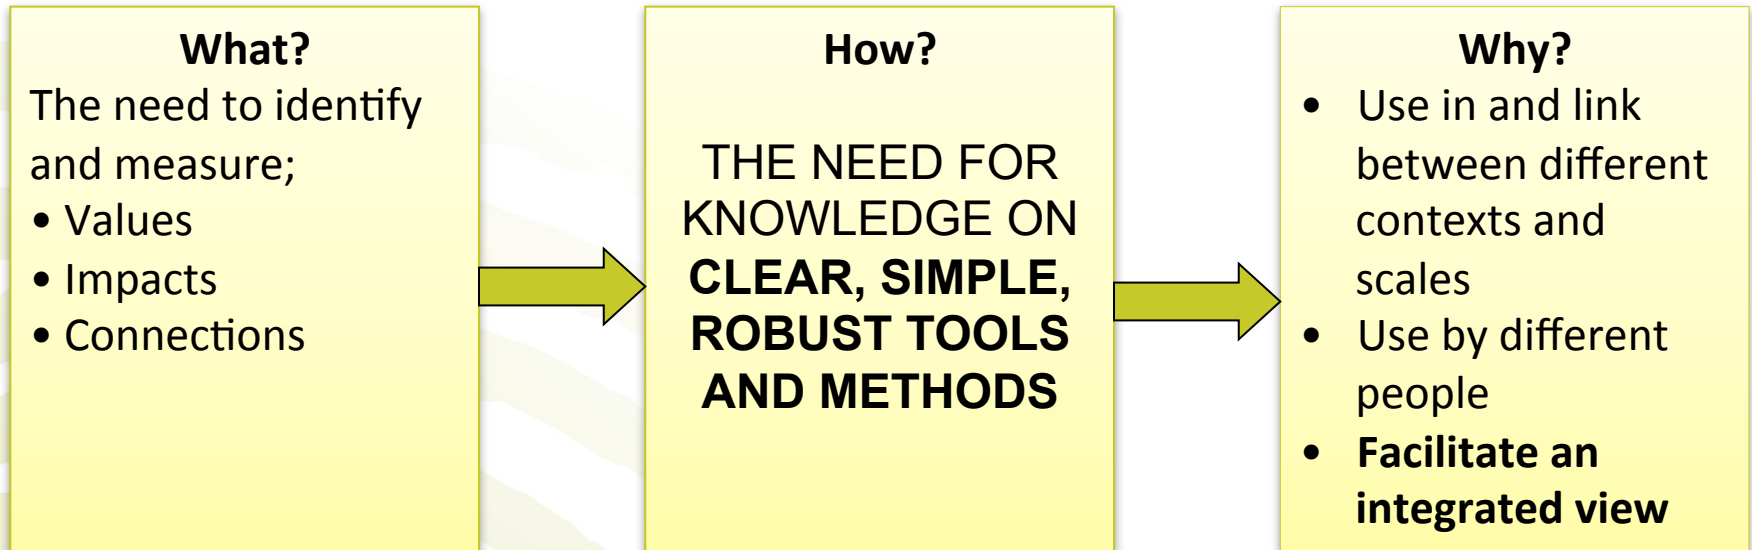 What?
The need to identify
and measure;
• Values
• Impacts
• Connections
How?
THE NEED FOR
KNOWLEDGE ON
CLEAR, SIMPLE,
ROBUST TOOLS
AND METHODS
Why?
• Use in and link
between different
contexts and
scales
• Use by different
people
• Facilitate an
integrated view